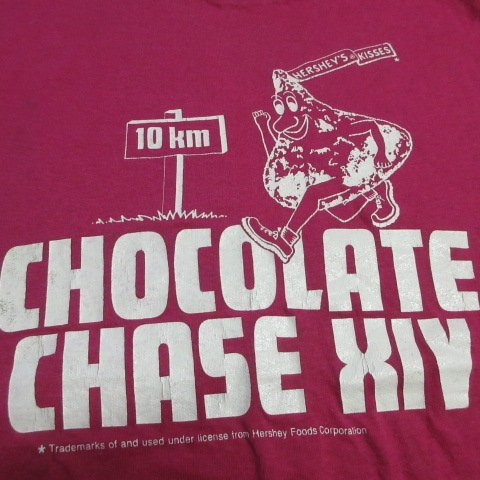 HERSHEY'S® KISSES*
10 km
CHOCOLATE
CHASE XIV
* Trademarks of and used under license from Hershey Foods Corporation